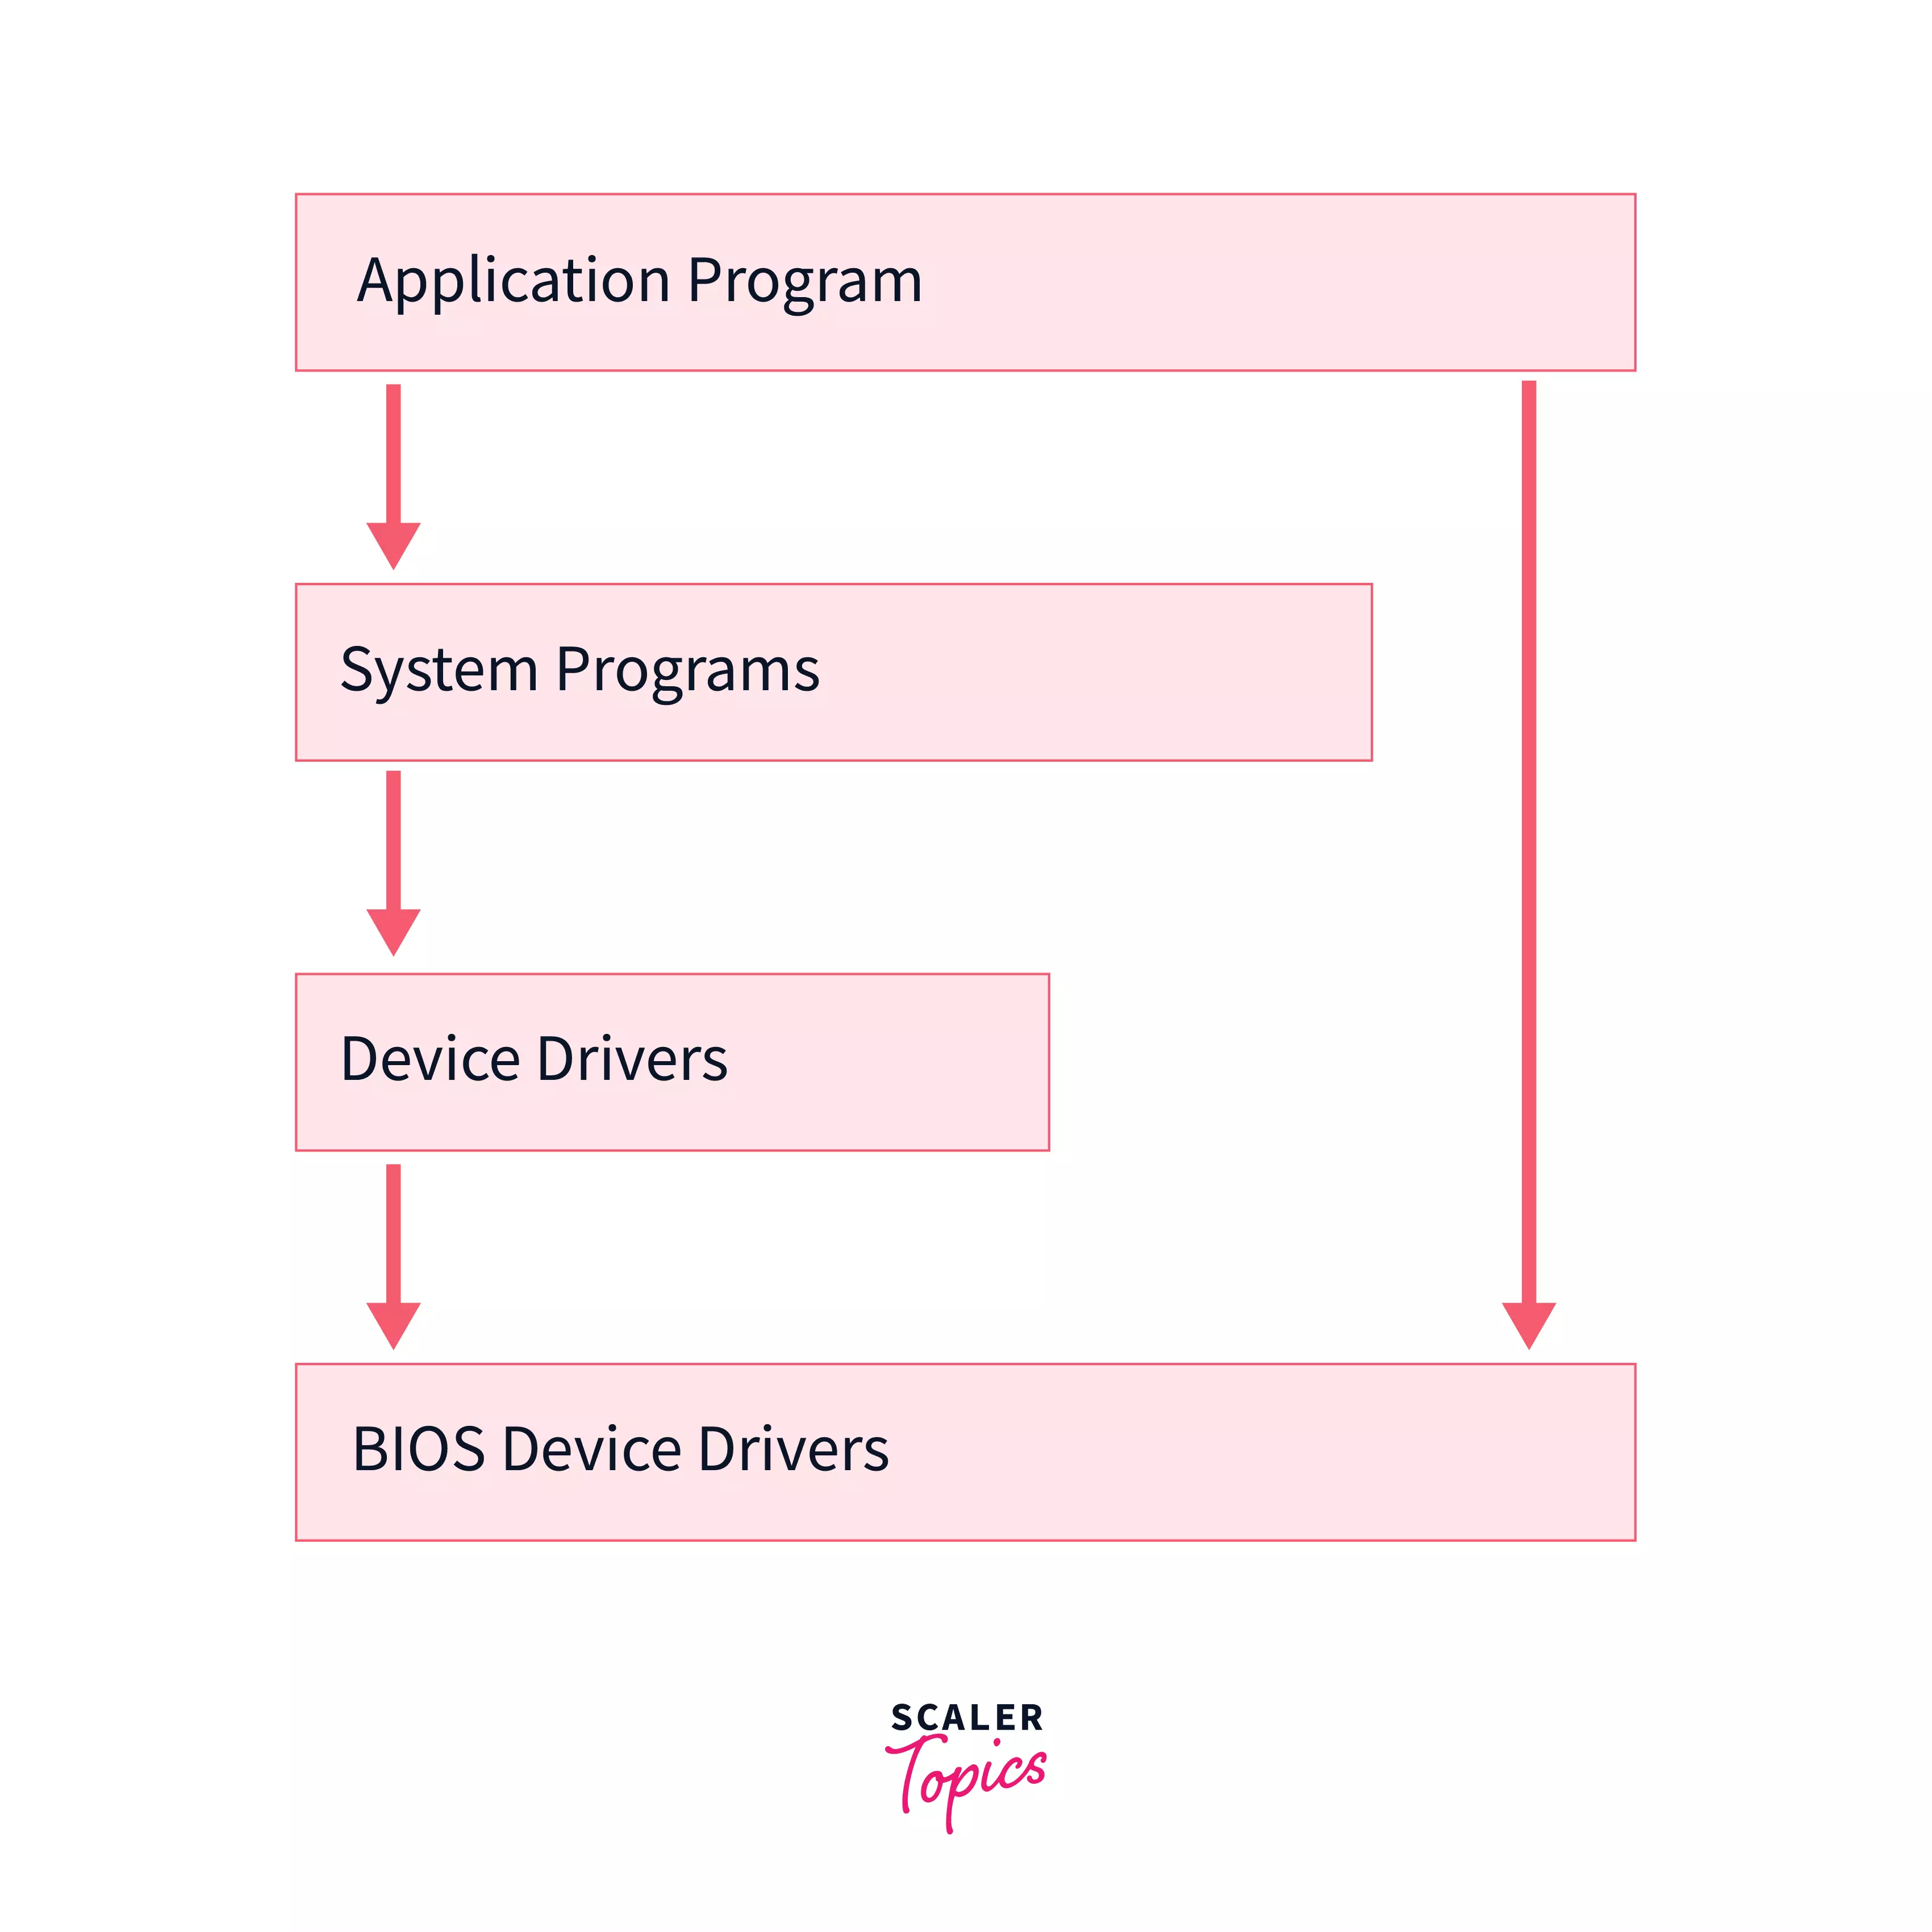 Application Program
System Programs
Device Drivers
BIOS Device Drivers
SCALER
Topics